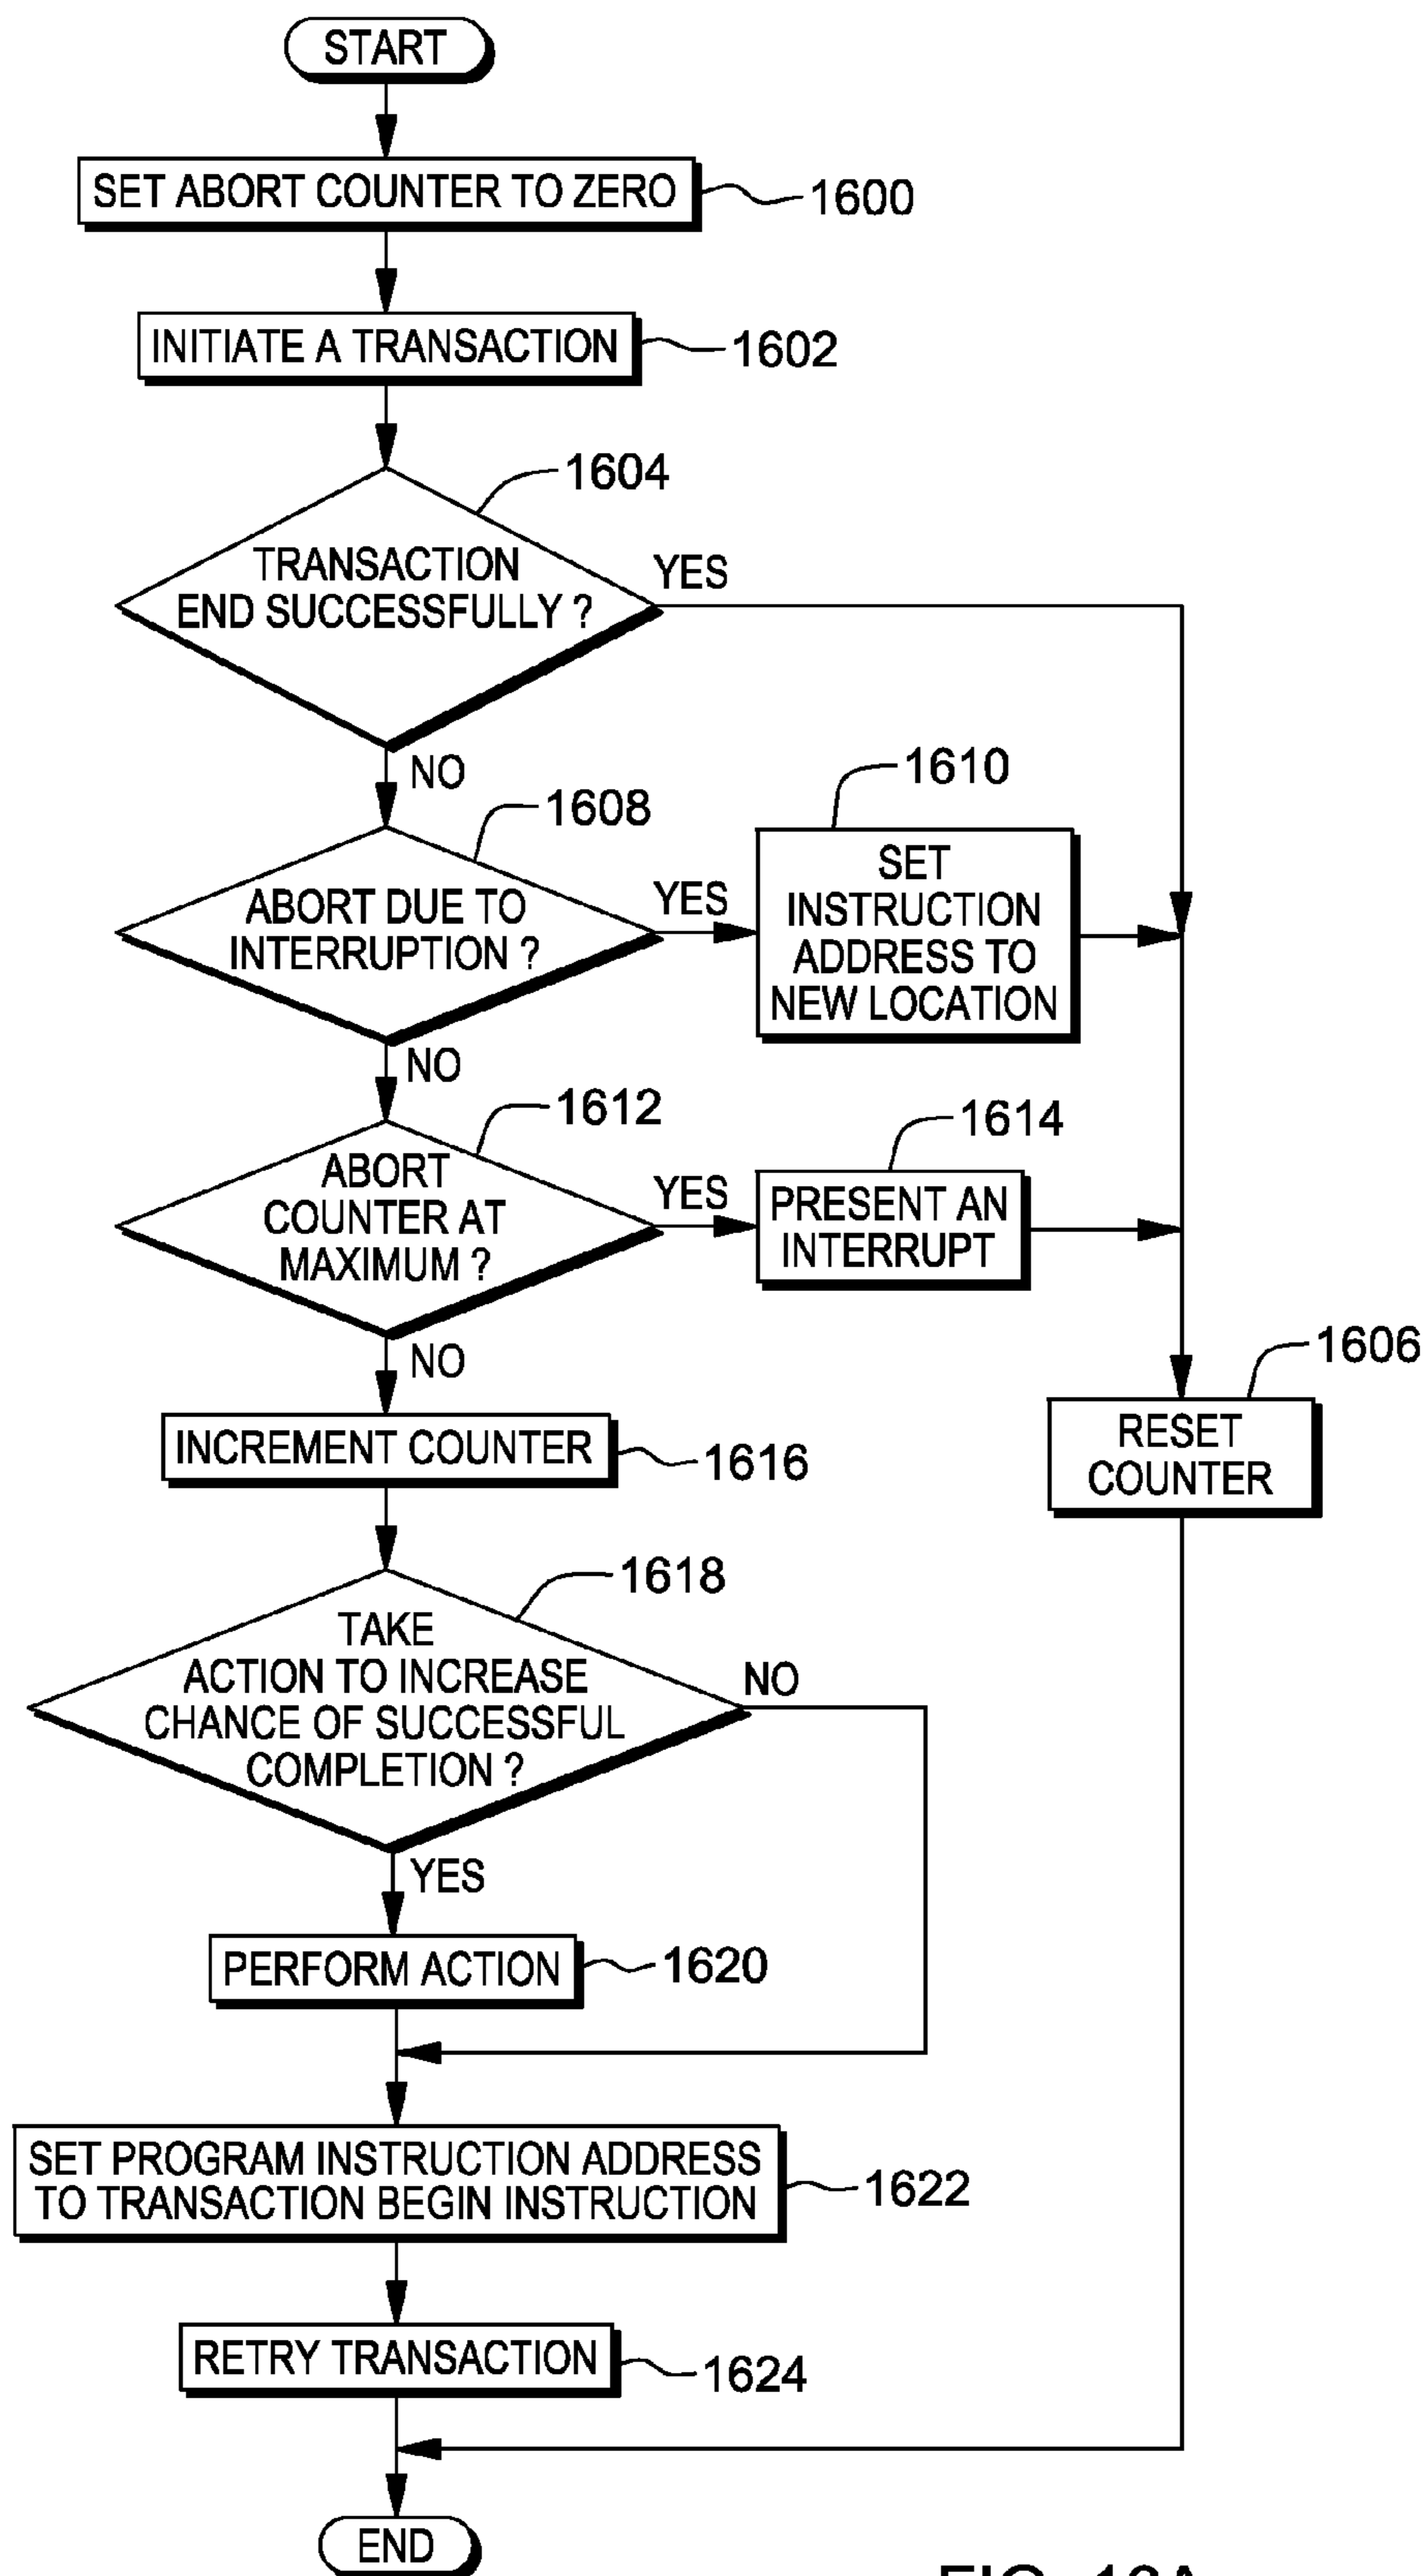 START
SET ABORT COUNTER TO ZERO
1600
INITIATE A TRANSACTION
1602
1604
TRANSACTION
END SUCCESSFULLY ?
YES
NO
1608
ABORT DUE TO
INTERRUPTION ?
YES
1610
SET
INSTRUCTION
ADDRESS TO
NEW LOCATION
NO
1612
ABORT
COUNTER AT
MAXIMUM ?
YES
1614
PRESENT AN
INTERRUPT
NO
1606
RESET
COUNTER
INCREMENT COUNTER
1616
1618
TAKE
ACTION TO INCREASE
CHANCE OF SUCCESSFUL
COMPLETION ?
NO
YES
PERFORM ACTION
1620
SET PROGRAM INSTRUCTION ADDRESS
TO TRANSACTION BEGIN INSTRUCTION
1622
RETRY TRANSACTION
1624
END
FIG. 16A